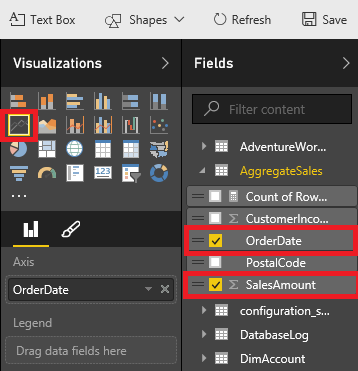 Text Box Shapes Refresh Save
Visualizations
...
Axis
OrderDate
Legend
Drag data fields here
Fields
Filter content
AdventureWor...
AggregateSales
Count of Row...
CustomerInco...
OrderDate
PostalCode
SalesAmount
configuration_s...
DatabaseLog
DimAccount